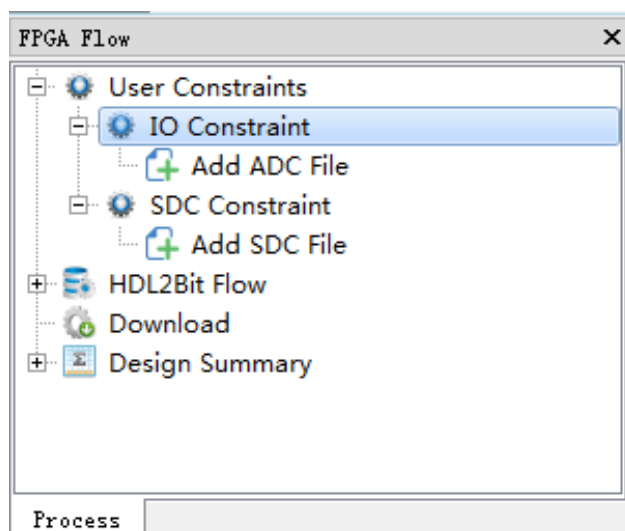 FPGA Flow
User Constraints
IO Constraint
Add ADC File
SDC Constraint
Add SDC File
HDL2Bit Flow
Download
Design Summary
Process